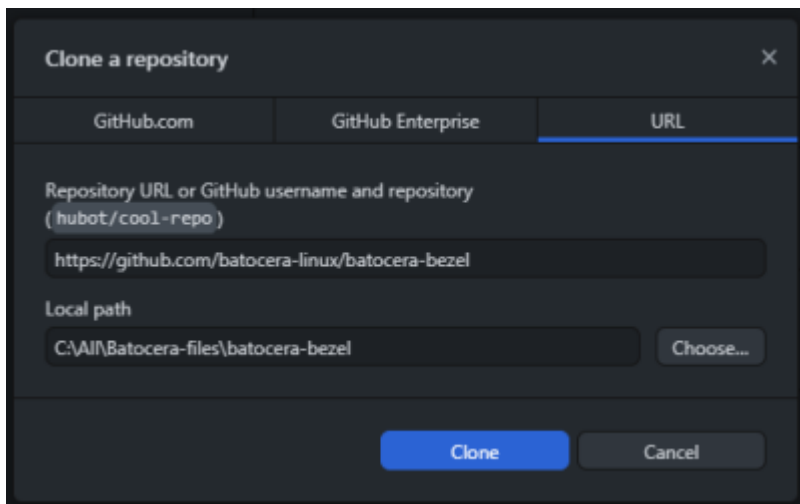 Clone a repository
GitHub.com GitHub Enterprise URL
Repository URL or GitHub username and repository
(hubot/cool-repo)
https://github.com/batocera-linux/batocera-bezel
Local path
C:\All\Batocera-files\batocera-bezel Choose...
Clone Cancel